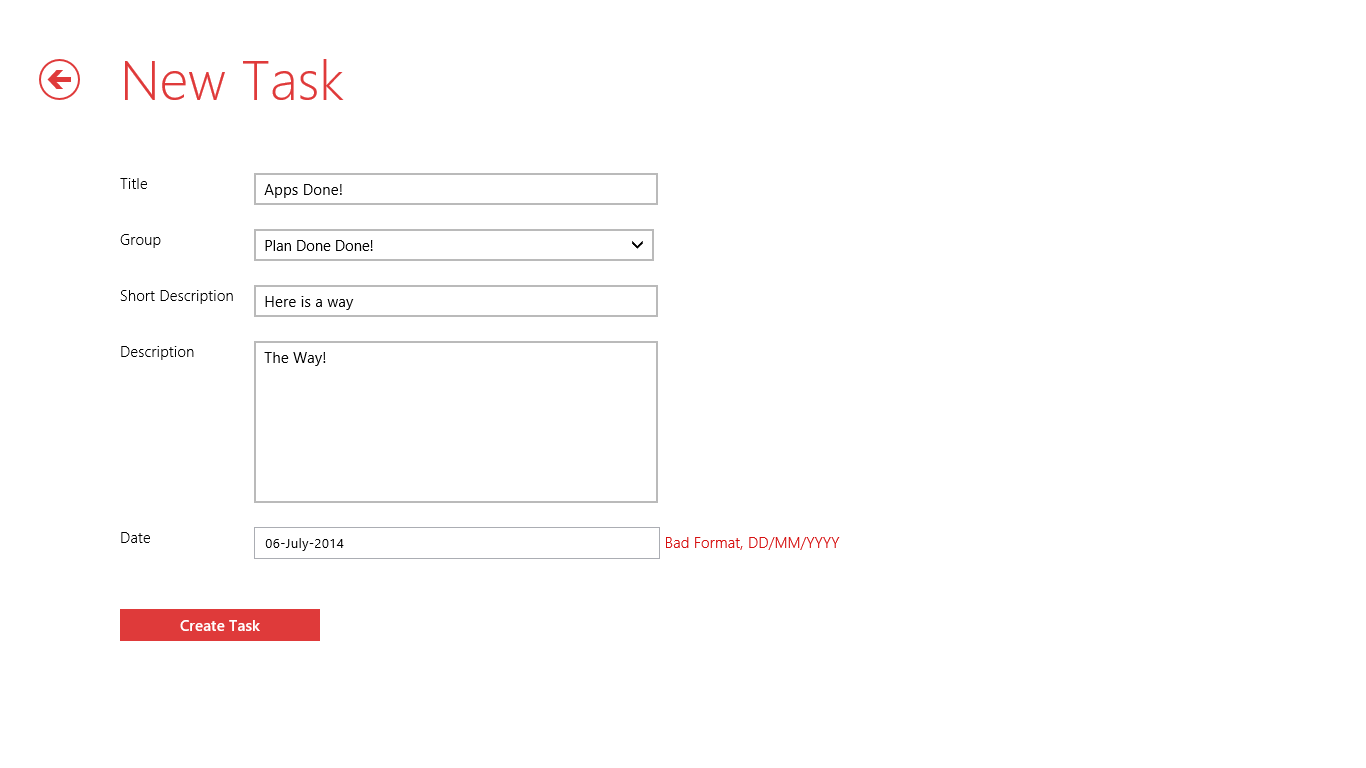 New Task
Title
Apps Done!
Group
Plan Done Done!
Short Description
Here is a way
Description
The Way!
Date
06-July-2014 Bad Format, DD/MM/YYYY
Create Task